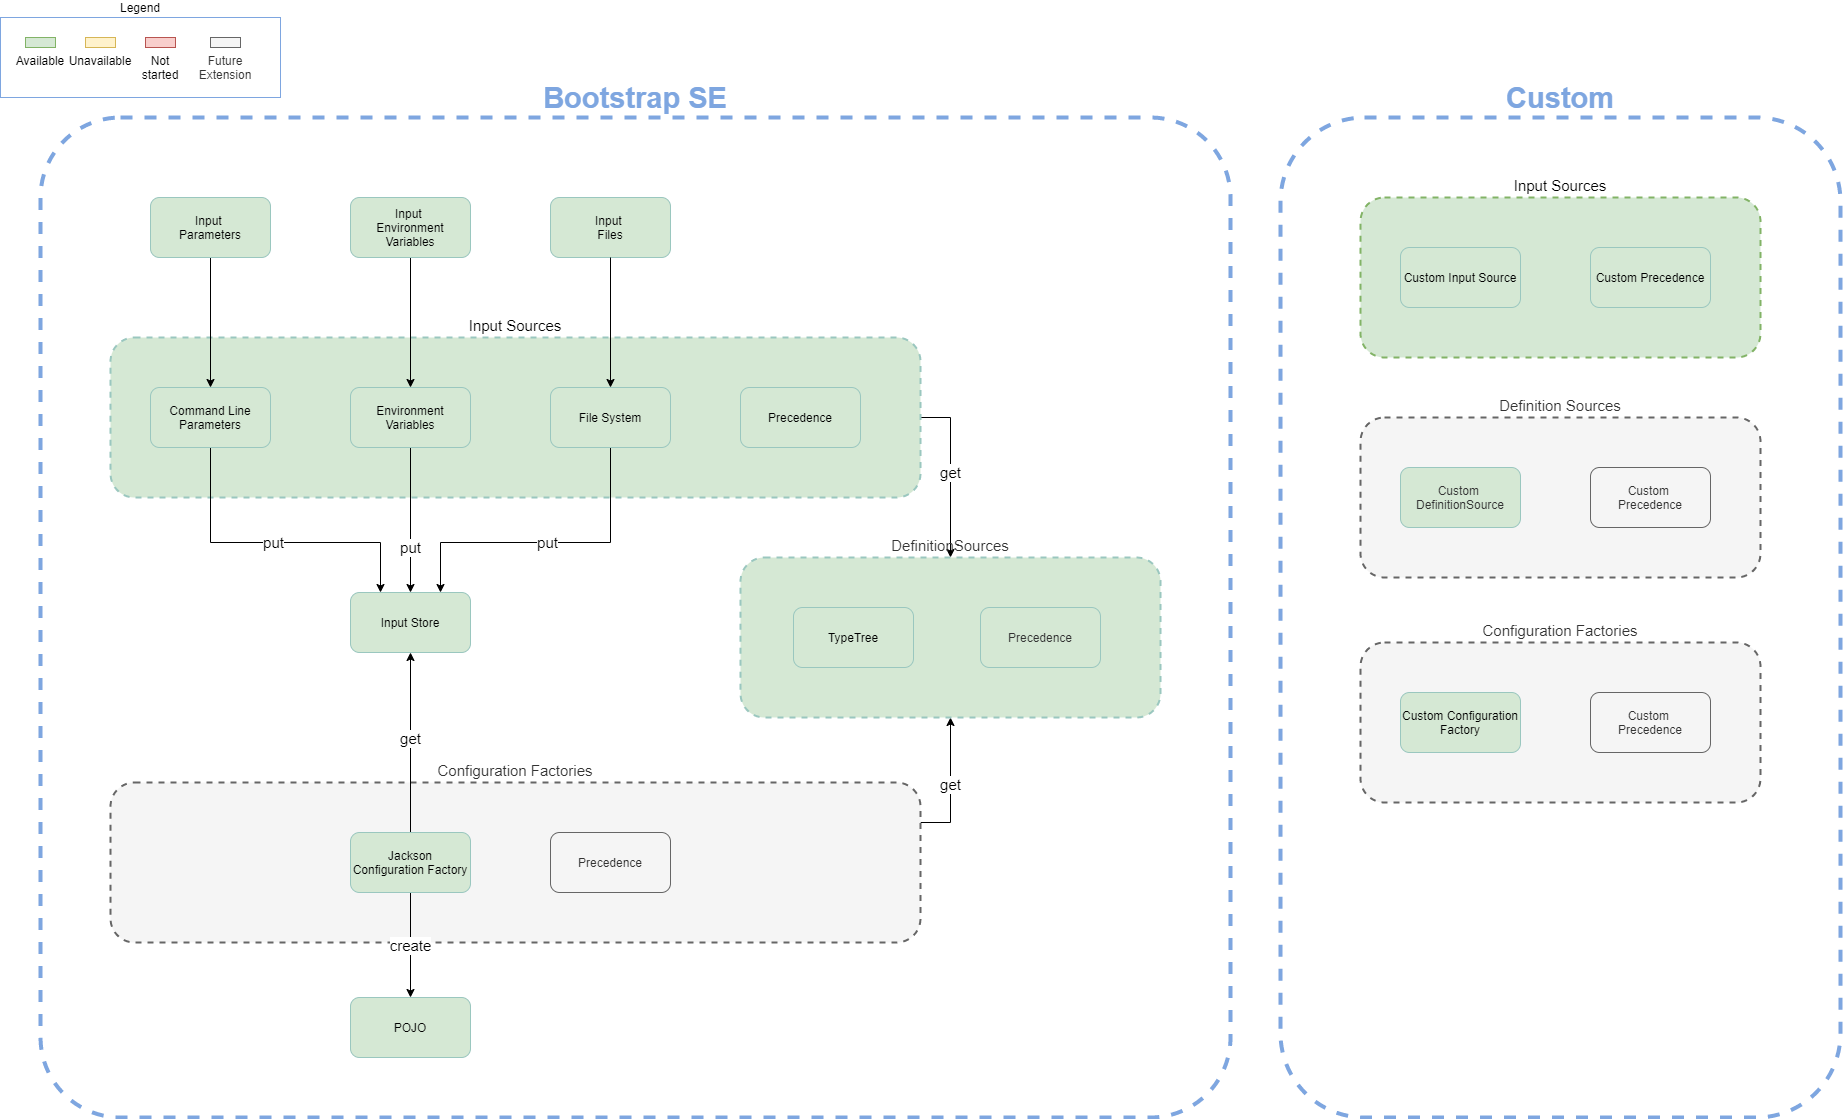 Legend
Available
Unavailable
Not
started
Future
Extension
Bootstrap SE
Input
Parameters
Input
Environment
Variables
Input
Files
Input Sources
Command Line
Parameters
Environment
Variables
File System
Precedence
get
put
put
put
DefinitionSources
Input Store
TypeTree
Precedence
get
Configuration Factories
get
Jackson
Configuration Factory
Precedence
create
POJO
Custom
Input Sources
Custom Input Source
Custom Precedence
Definition Sources
Custom
DefinitionSource
Custom
Precedence
Configuration Factories
Custom Configuration
Factory
Custom
Precedence